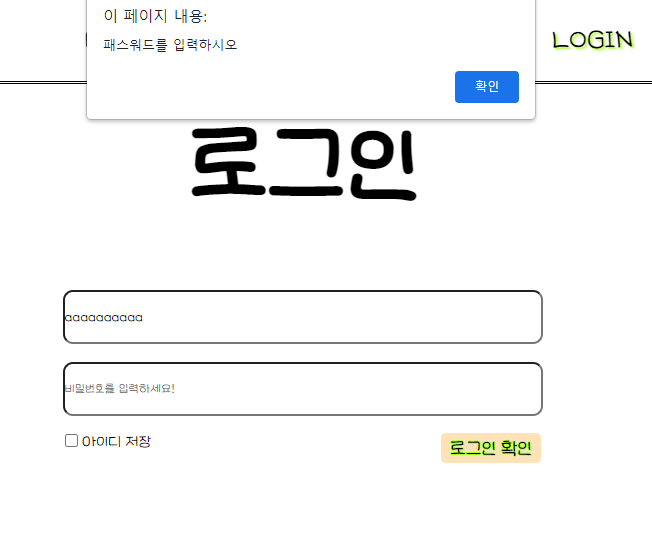 이 페이지 내용:
패스워드를 입력하시오
확인
LOGIN
로그인
aaaaaaaaaa
비밀번호를 입력하세요!
아이디 저장
로그인 확인